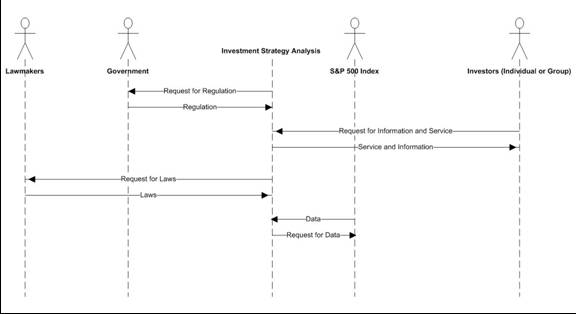 Investment Strategy Analysis
Lawmakers
Government
S&P 500 Index
Investors (Individual or Group)
Request for Regulation
Regulation
Request for Information and Service
Service and Information
Request for Laws
Laws
Data
Request for Data